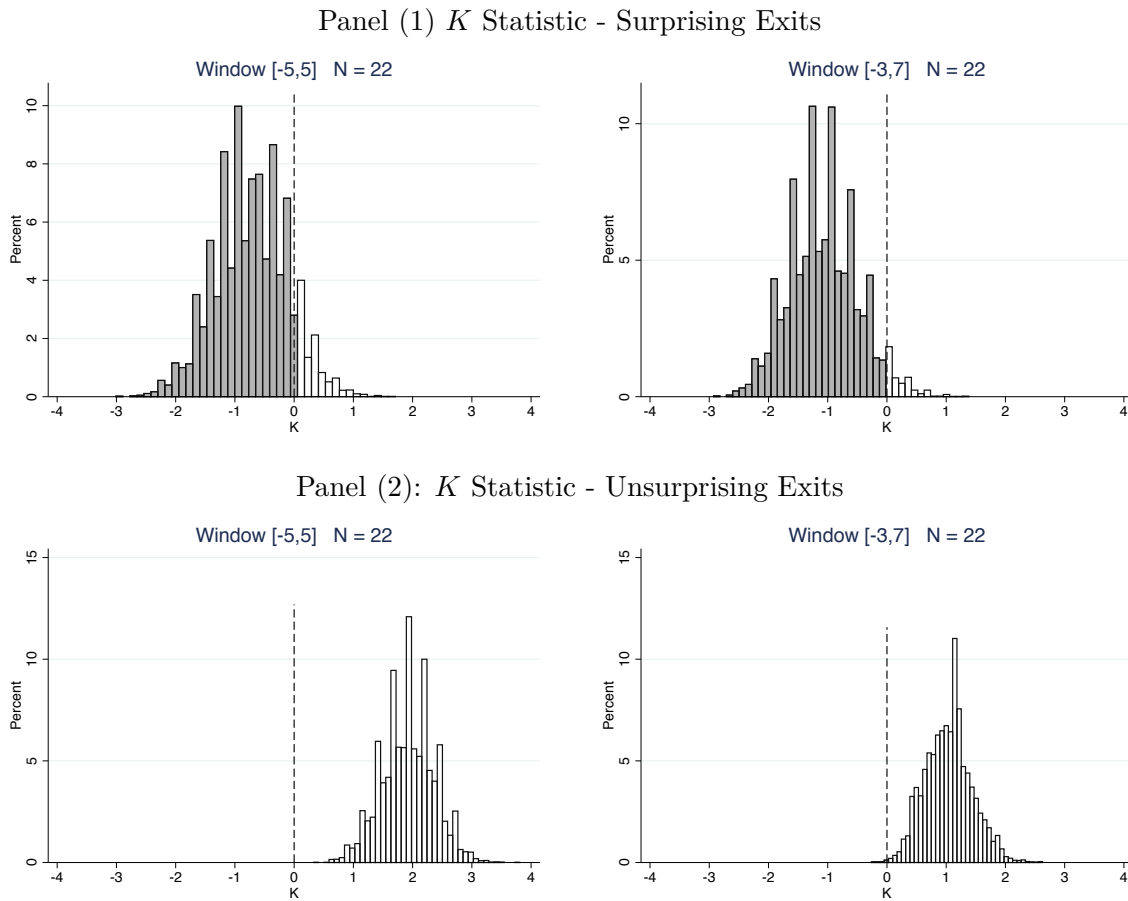 Panel (1) K Statistic - Surprising Exits
Window [-5,5] N = 22
Percent
10
8
6
4
2
0
-4 -3 -2 -1 0 1 2 3 4
K
Window [-3,7] N = 22
Percent
10
5
0
-4 -3 -2 -1 0 1 2 3 4
K
Panel (2): K Statistic - Unsurprising Exits
Window [-5,5] N = 22
Percent
15
10
5
0
-4 -3 -2 -1 0 1 2 3 4
K
Window [-3,7] N = 22
Percent
15
10
5
0
-4 -3 -2 -1 0 1 2 3 4
K